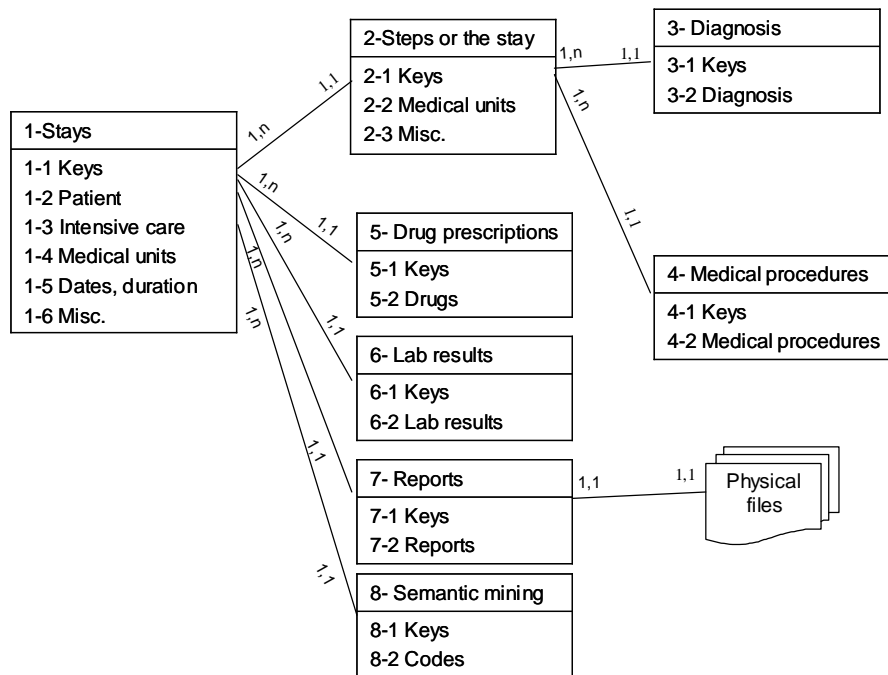 1-Stays
1-1 Keys
1-2 Patient
1-3 Intensive care
1-4 Medical units
1-5 Dates, duration
1-6 Misc.
1,n
1,1
1,n
1,1
1,n
1,1
1,n
1,1
1,n
1,1
2-Steps or the stay
2-1 Keys
2-2 Medical units
2-3 Misc.
1,n
1,1
1,n
1,1
3- Diagnosis
3-1 Keys
3-2 Diagnosis
4- Medical procedures
4-1 Keys
4-2 Medical procedures
5- Drug prescriptions
5-1 Keys
5-2 Drugs
6- Lab results
6-1 Keys
6-2 Lab results
7- Reports
7-1 Keys
7-2 Reports
1,1
1,1
Physical
files
8- Semantic mining
8-1 Keys
8-2 Codes